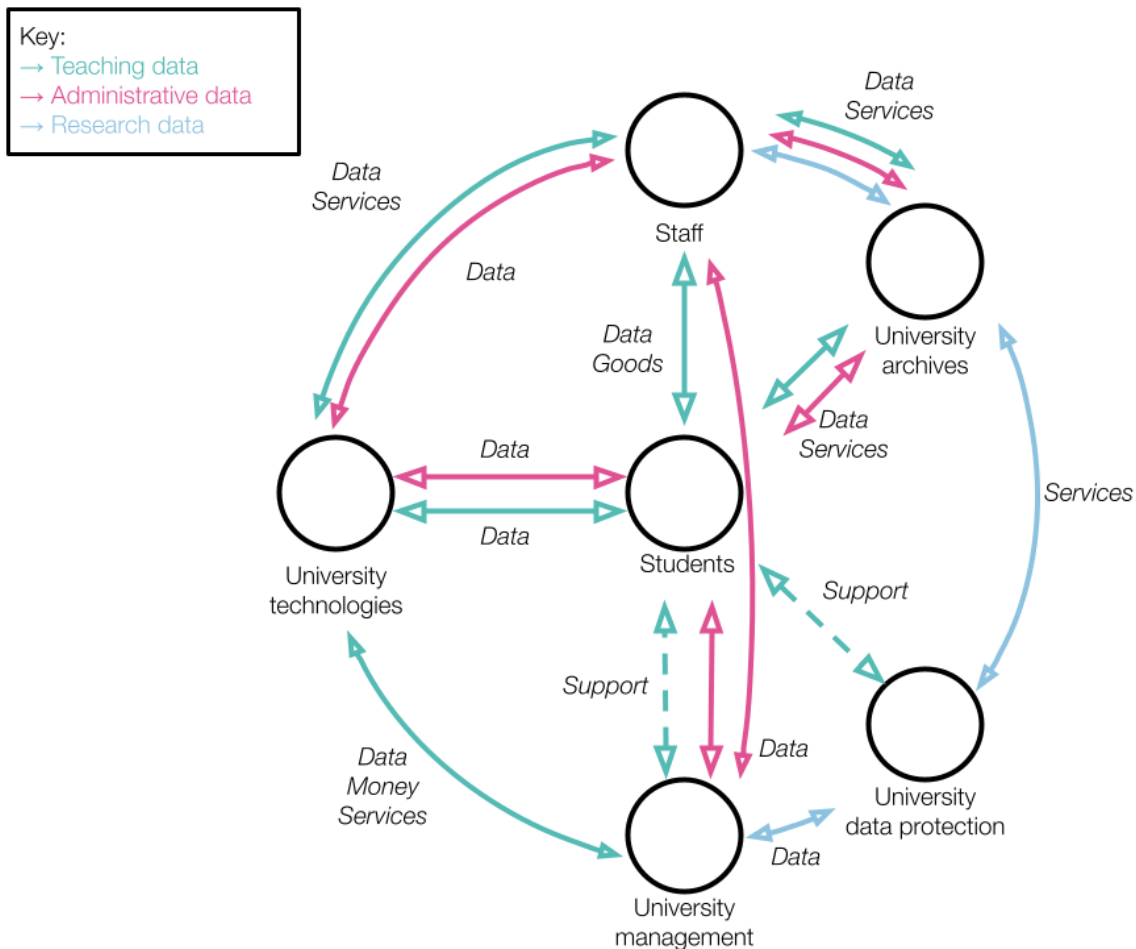 Key:
→ Teaching data
→ Administrative data
→ Research data
Data
Services
Data
Services
Data
Staff
Data
Goods
University
archives
Data
Services
Data
Data
Services
Students
University
technologies
Support
Support
Data
Data
Money
Services
University
data protection
Data
University
management